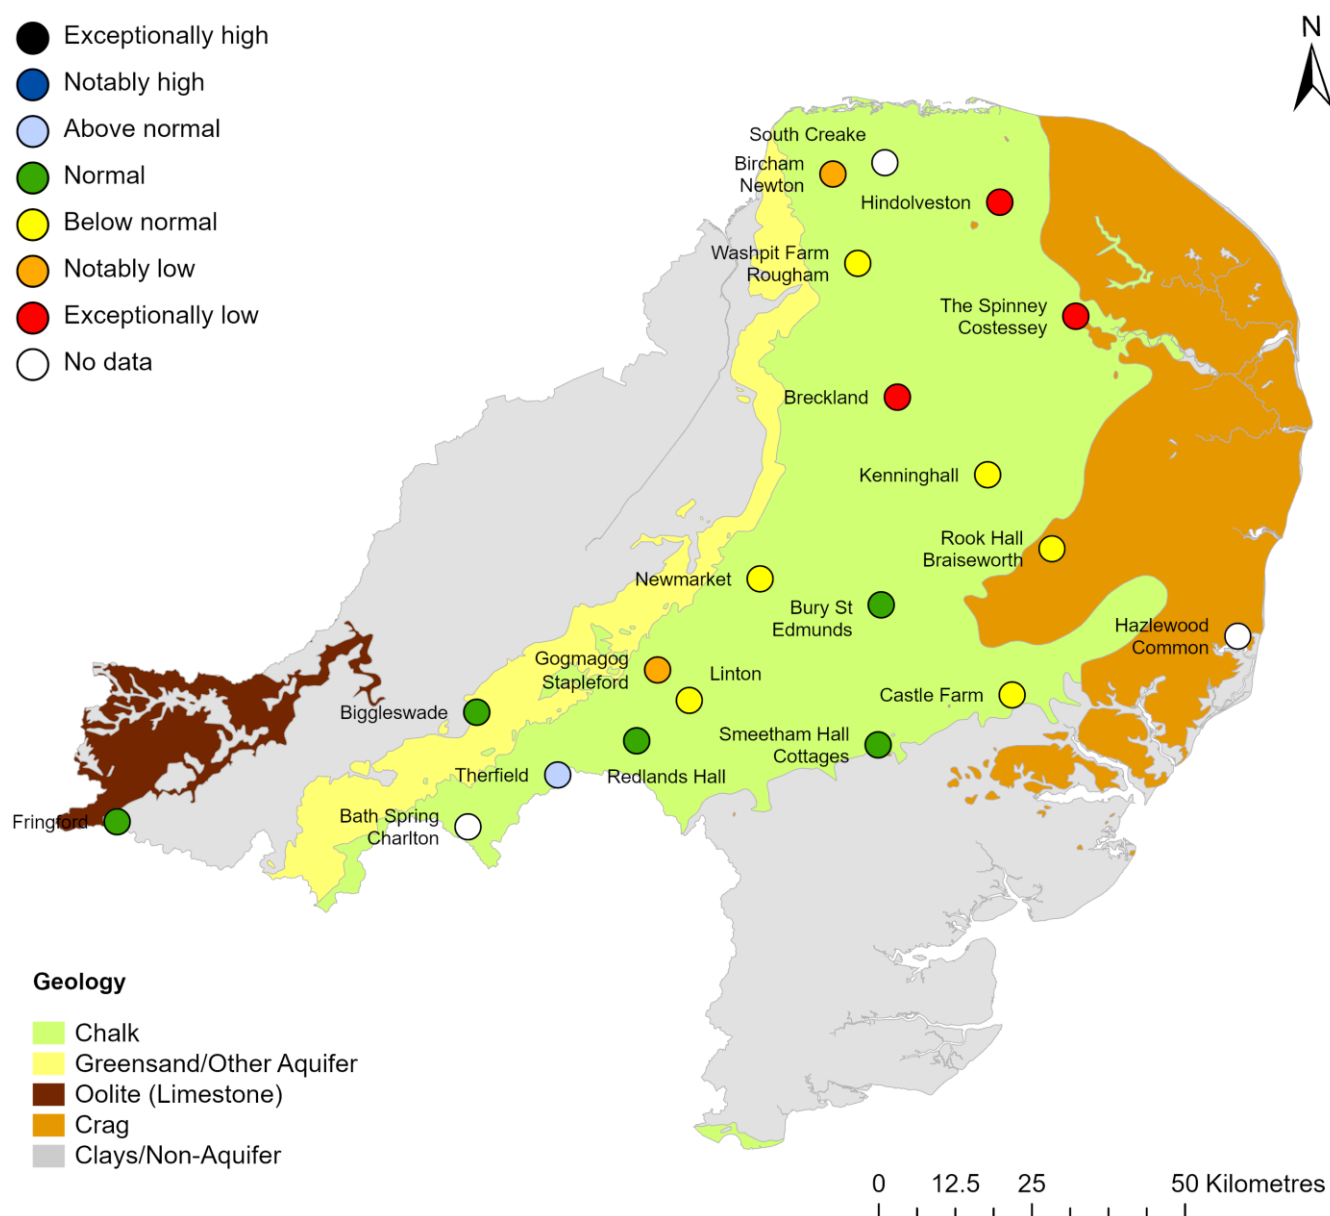 Exceptionally high
Notably high
Above normal
Normal
Below normal
Notably low
Exceptionally low
No data
N
South Creake
Bircham
Newton
Hindolveston
Washpit Farm
Rougham
The Spinney
Costessey
Breckland
Kenninghall
Rook Hall
Braiseworth
Newmarket
Bury St
Edmunds
Hazlewood
Common
Gogmagog
Stapleford
Linton
Castle Farm
Biggleswade
Smeetham Hall
Cottages
Therfield
Redlands Hall
Fringford
Bath Spring
Charlton
Geology
Chalk
Greensand/Other Aquifer
Oolite (Limestone)
Crag
Clays/Non-Aquifer
0 12.5 25 50 Kilometres